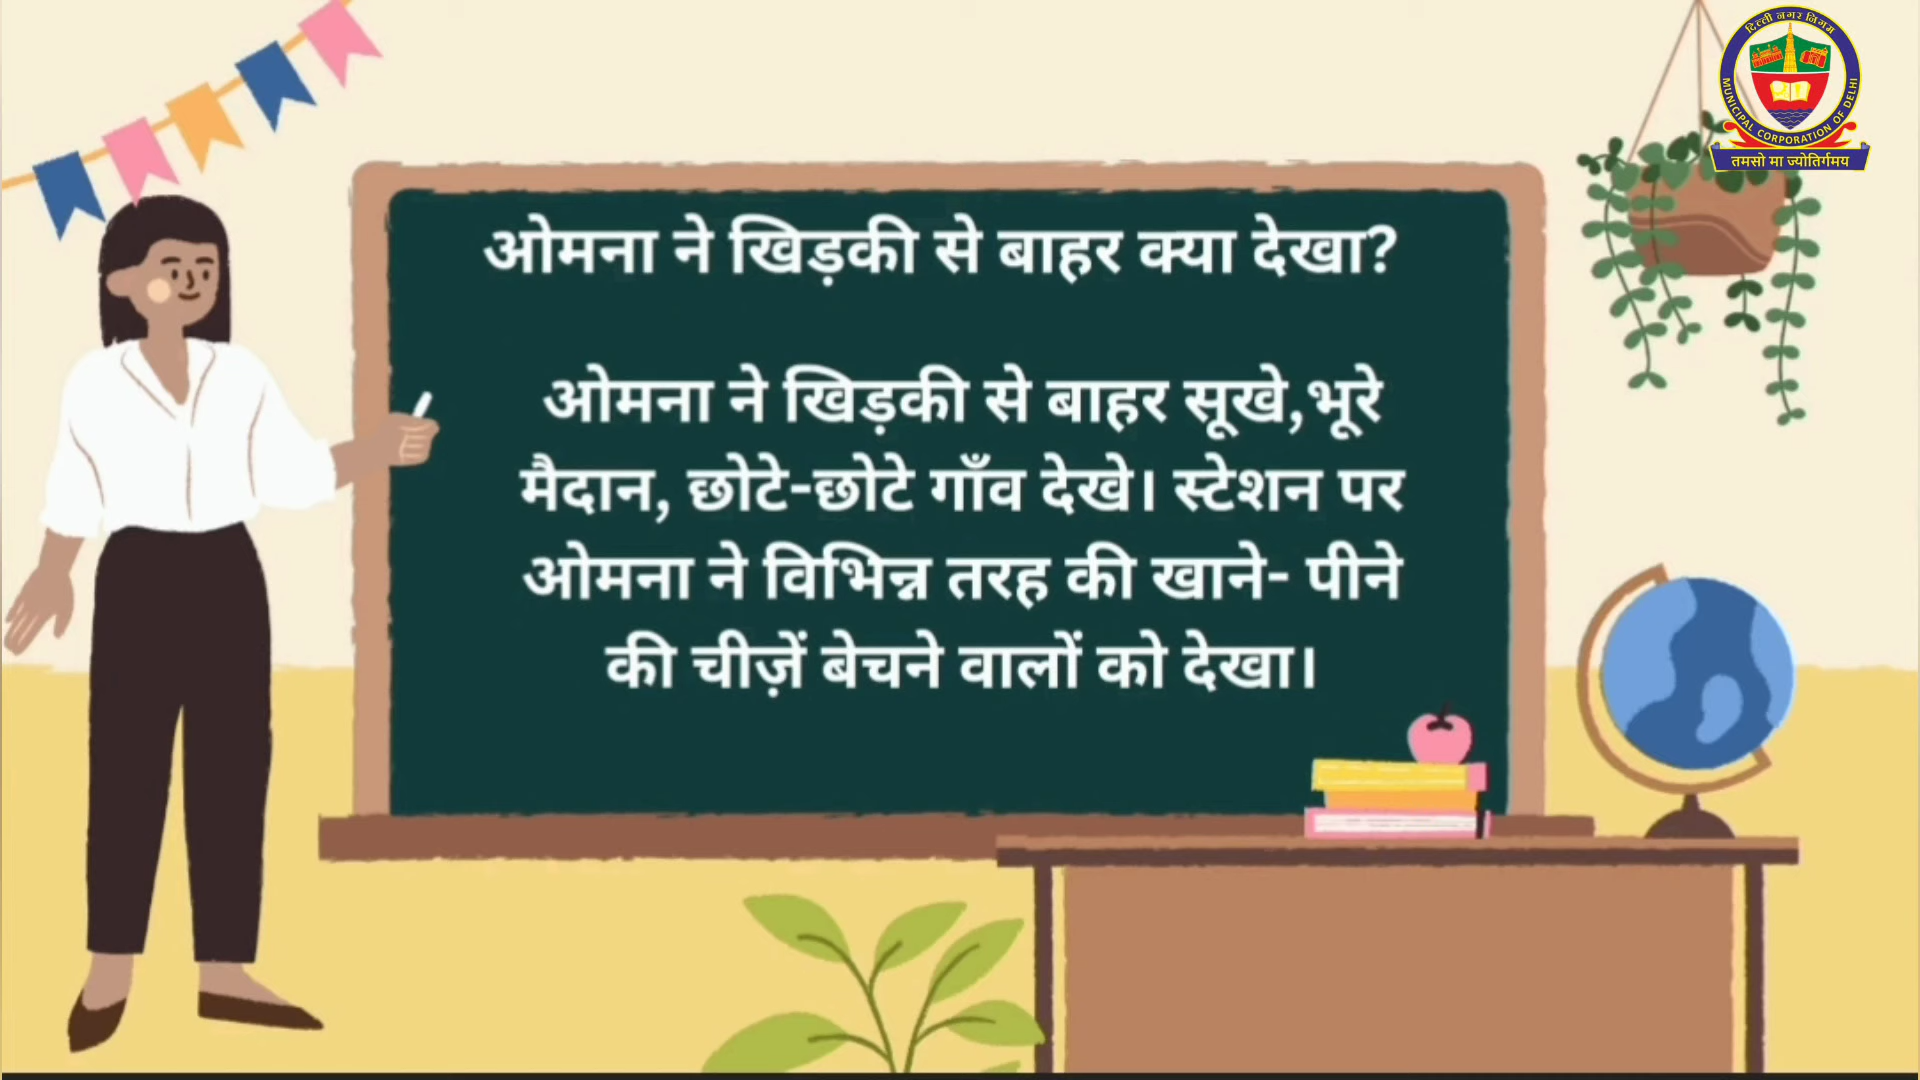 दिल्ली नगर निगम
MUNICIPAL CORPORATION OF DELHI
तमसो मा ज्योतिर्गमय
ओमना ने खिड़की से बाहर क्या देखा?
ओमना ने खिड़की से बाहर सूखे,भूरे
मैदान, छोटे-छोटे गाँव देखे। स्टेशन पर
ओमना ने विभिन्न तरह की खाने- पीने
की चीज़ें बेचने वालों को देखा।